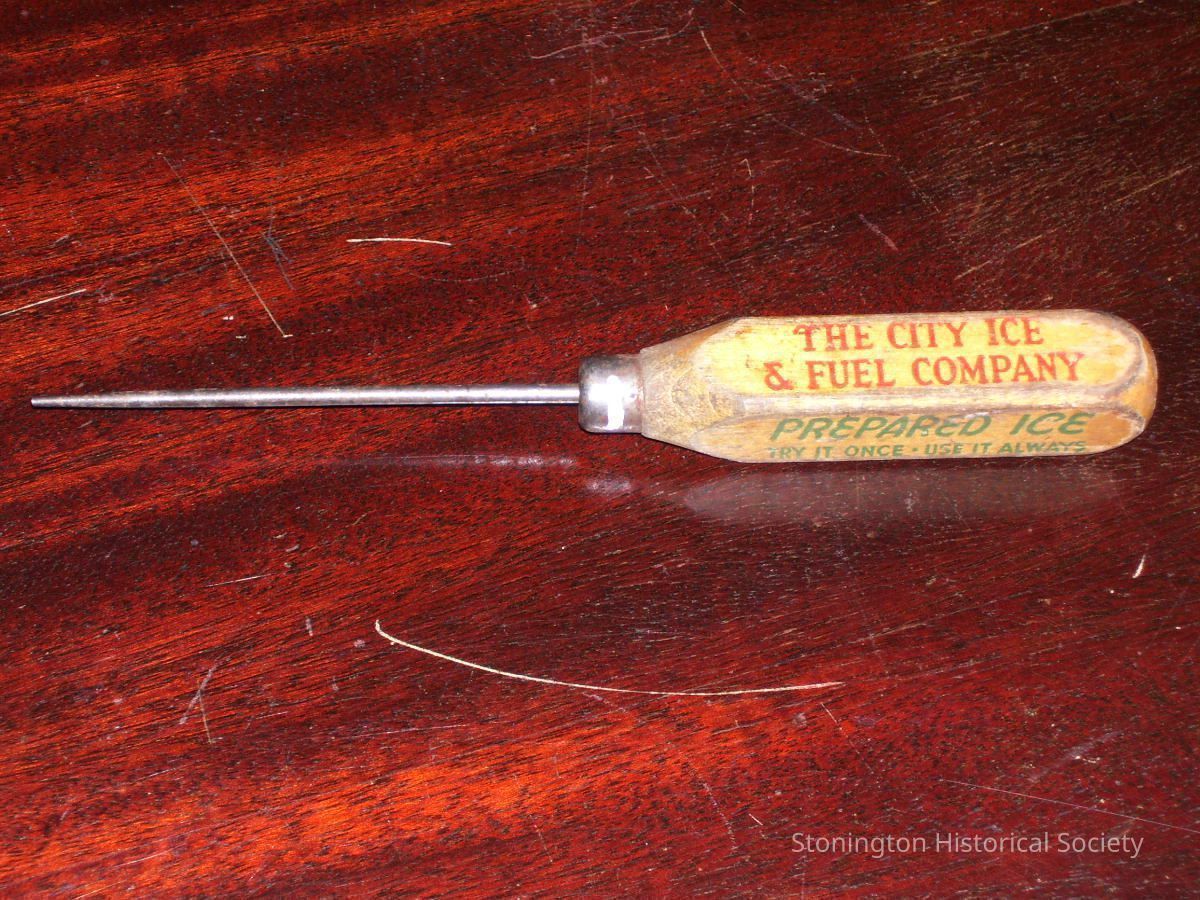 THE CITY ICE
& FUEL COMPANY
PREPARED ICE
TRY IT ONCE • USE IT ALWAYS
Stonington Historical Society